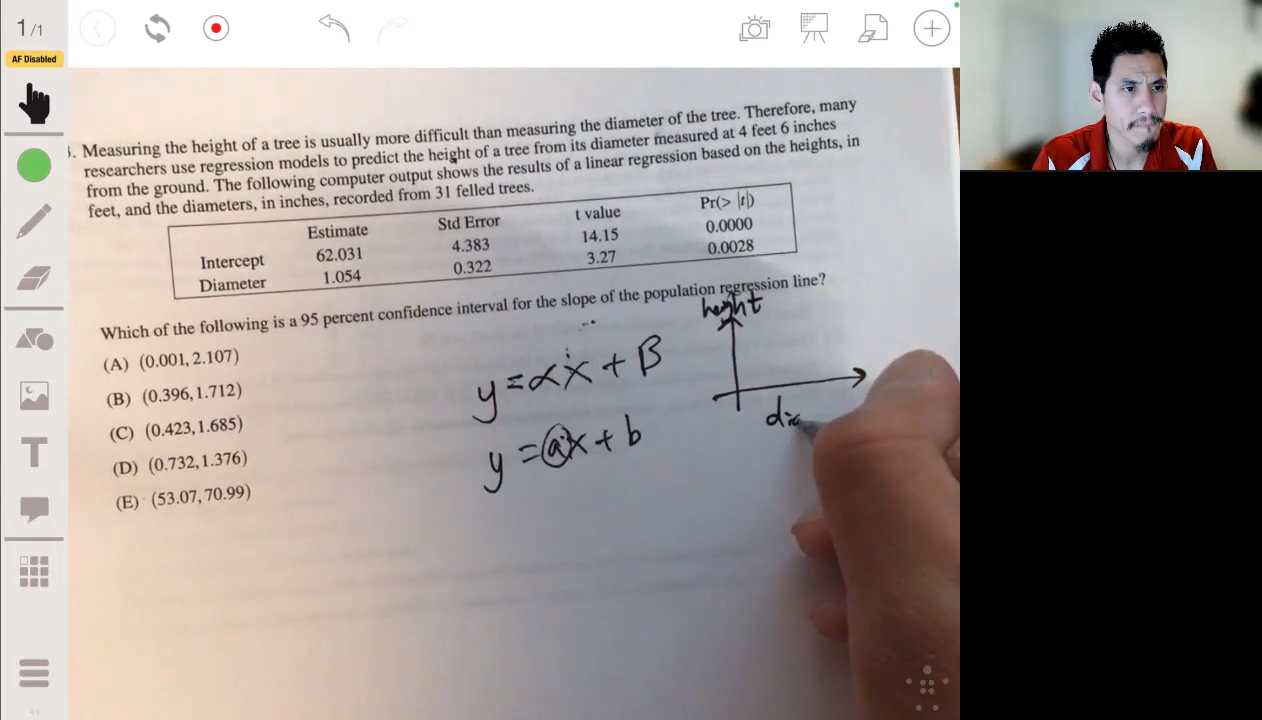 1/1
AF Disabled
. Measuring the height of a tree is usually more difficult than measuring the diameter of the tree. Therefore, many
researchers use regression models to predict the height of a tree from its diameter measured at 4 feet 6 inches
from the ground. The following computer output shows the results of a linear regression based on the heights, in
feet, and the diameters, in inches, recorded from 31 felled trees.
Estimate Std Error t value Pr(> |t|)
Intercept 62.031 4.383 14.15 0.0000
Diameter 1.054 0.322 3.27 0.0028
Which of the following is a 95 percent confidence interval for the slope of the population regression line?
(A) (0.001, 2.107)
(B) (0.396, 1.712)
(C) (0.423, 1.685)
(D) (0.732, 1.376)
(E) (53.07, 70.99)
y = αx + β
y = ax + b
height
T